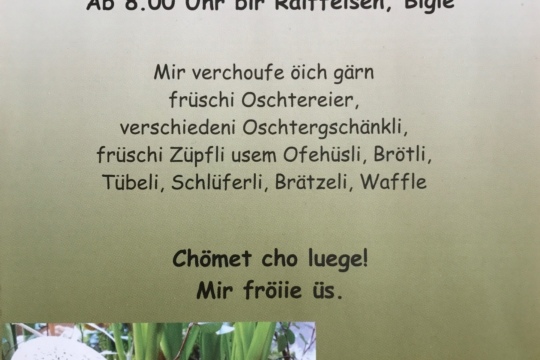 Ab 8.00 Uhr bir Raiffeisen, Bigle
Mir verchoufe öich gärn
früschi Oschtereier,
verschiedeni Oschtergschänkli,
früschi Züpfli usem Ofehüsli, Brötli,
Tübeli, Schlüferli, Brätzeli, Waffle
Chömet cho luege!
Mir fröiie üs.